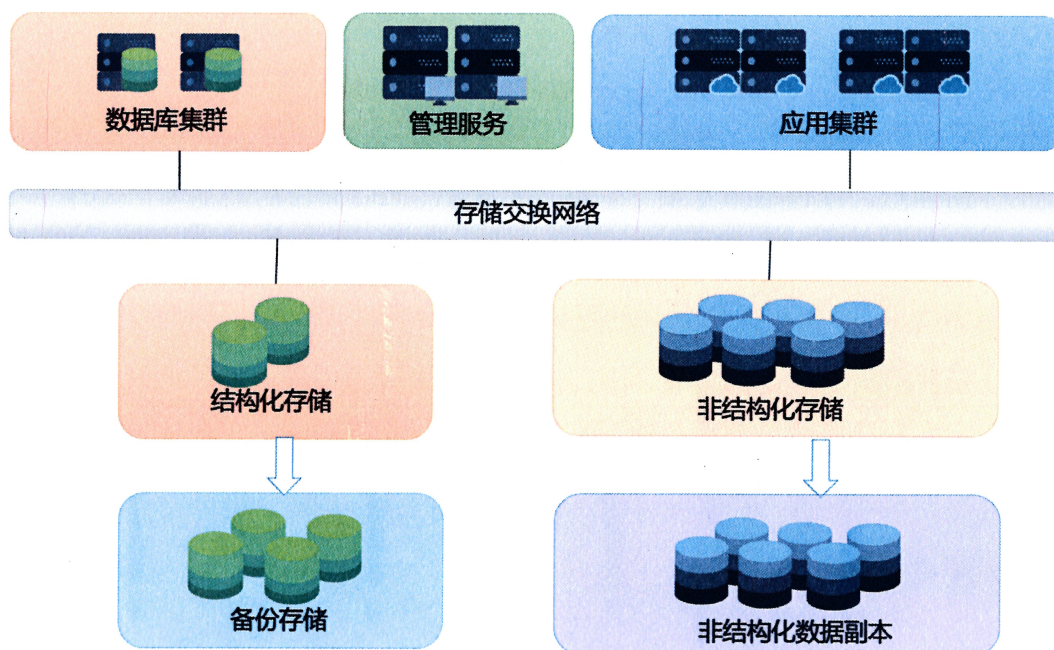 数据库集群
管理服务
应用集群
存储交换网络
结构化存储
非结构化存储
备份存储
非结构化数据副本